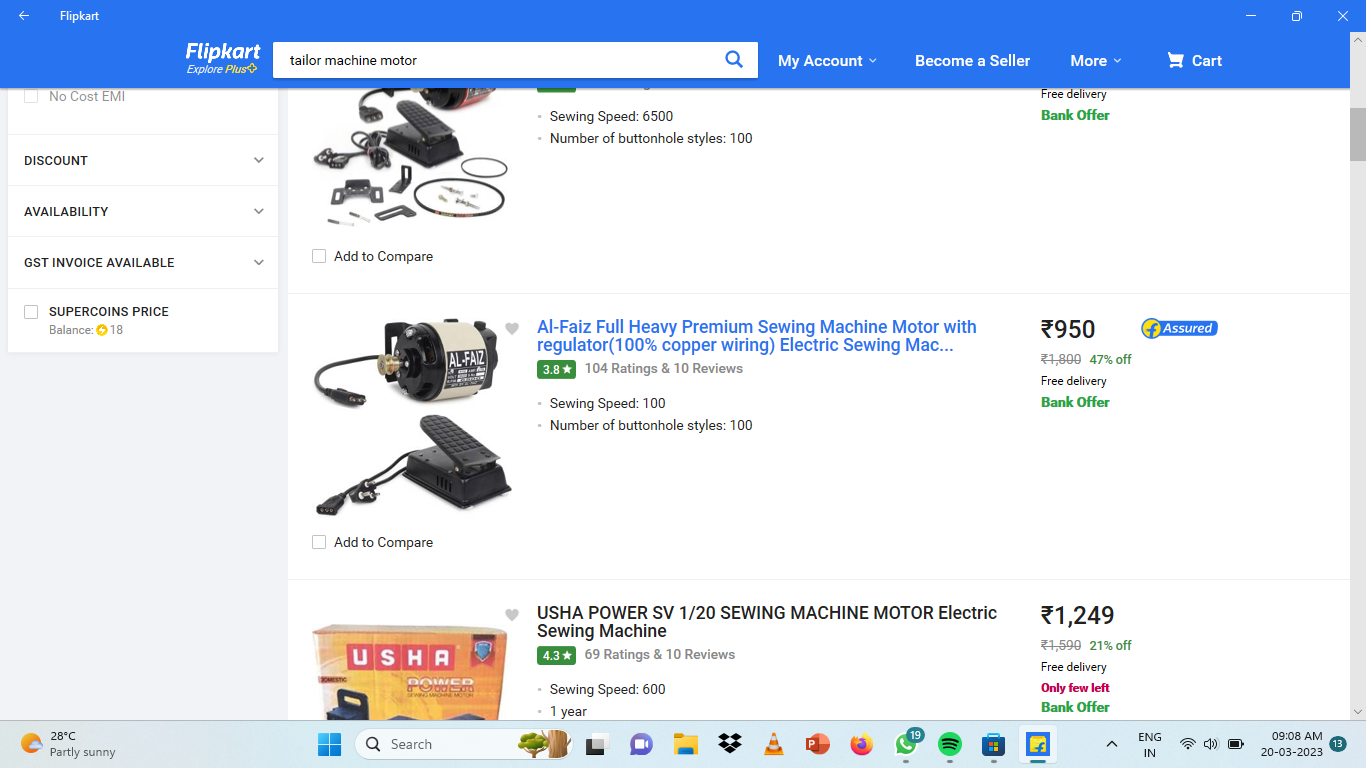 Flipkart
Flipkart
Explore Plus
tailor machine motor
My Account
Become a Seller
More
Cart
No Cost EMI
DISCOUNT
AVAILABILITY
GST INVOICE AVAILABLE
SUPERCOINS PRICE
Balance: 18
Sewing Speed: 6500
Number of buttonhole styles: 100
Free delivery
Bank Offer
Add to Compare
AL-FAIZ
Al-Faiz Full Heavy Premium Sewing Machine Motor with
regulator(100% copper wiring) Electric Sewing Mac...
3.8 ★ 104 Ratings & 10 Reviews
Sewing Speed: 100
Number of buttonhole styles: 100
₹950
Assured
₹1,800 47% off
Free delivery
Bank Offer
Add to Compare
USHA
DOMESTIC
POWER
SEWING MACHINE MOTOR
USHA POWER SV 1/20 SEWING MACHINE MOTOR Electric
Sewing Machine
4.3 ★ 69 Ratings & 10 Reviews
Sewing Speed: 600
1 year
₹1,249
₹1,590 21% off
Free delivery
Only few left
Bank Offer
28°C
Partly sunny
Search
19
ENG
IN
09:08 AM
20-03-2023
13